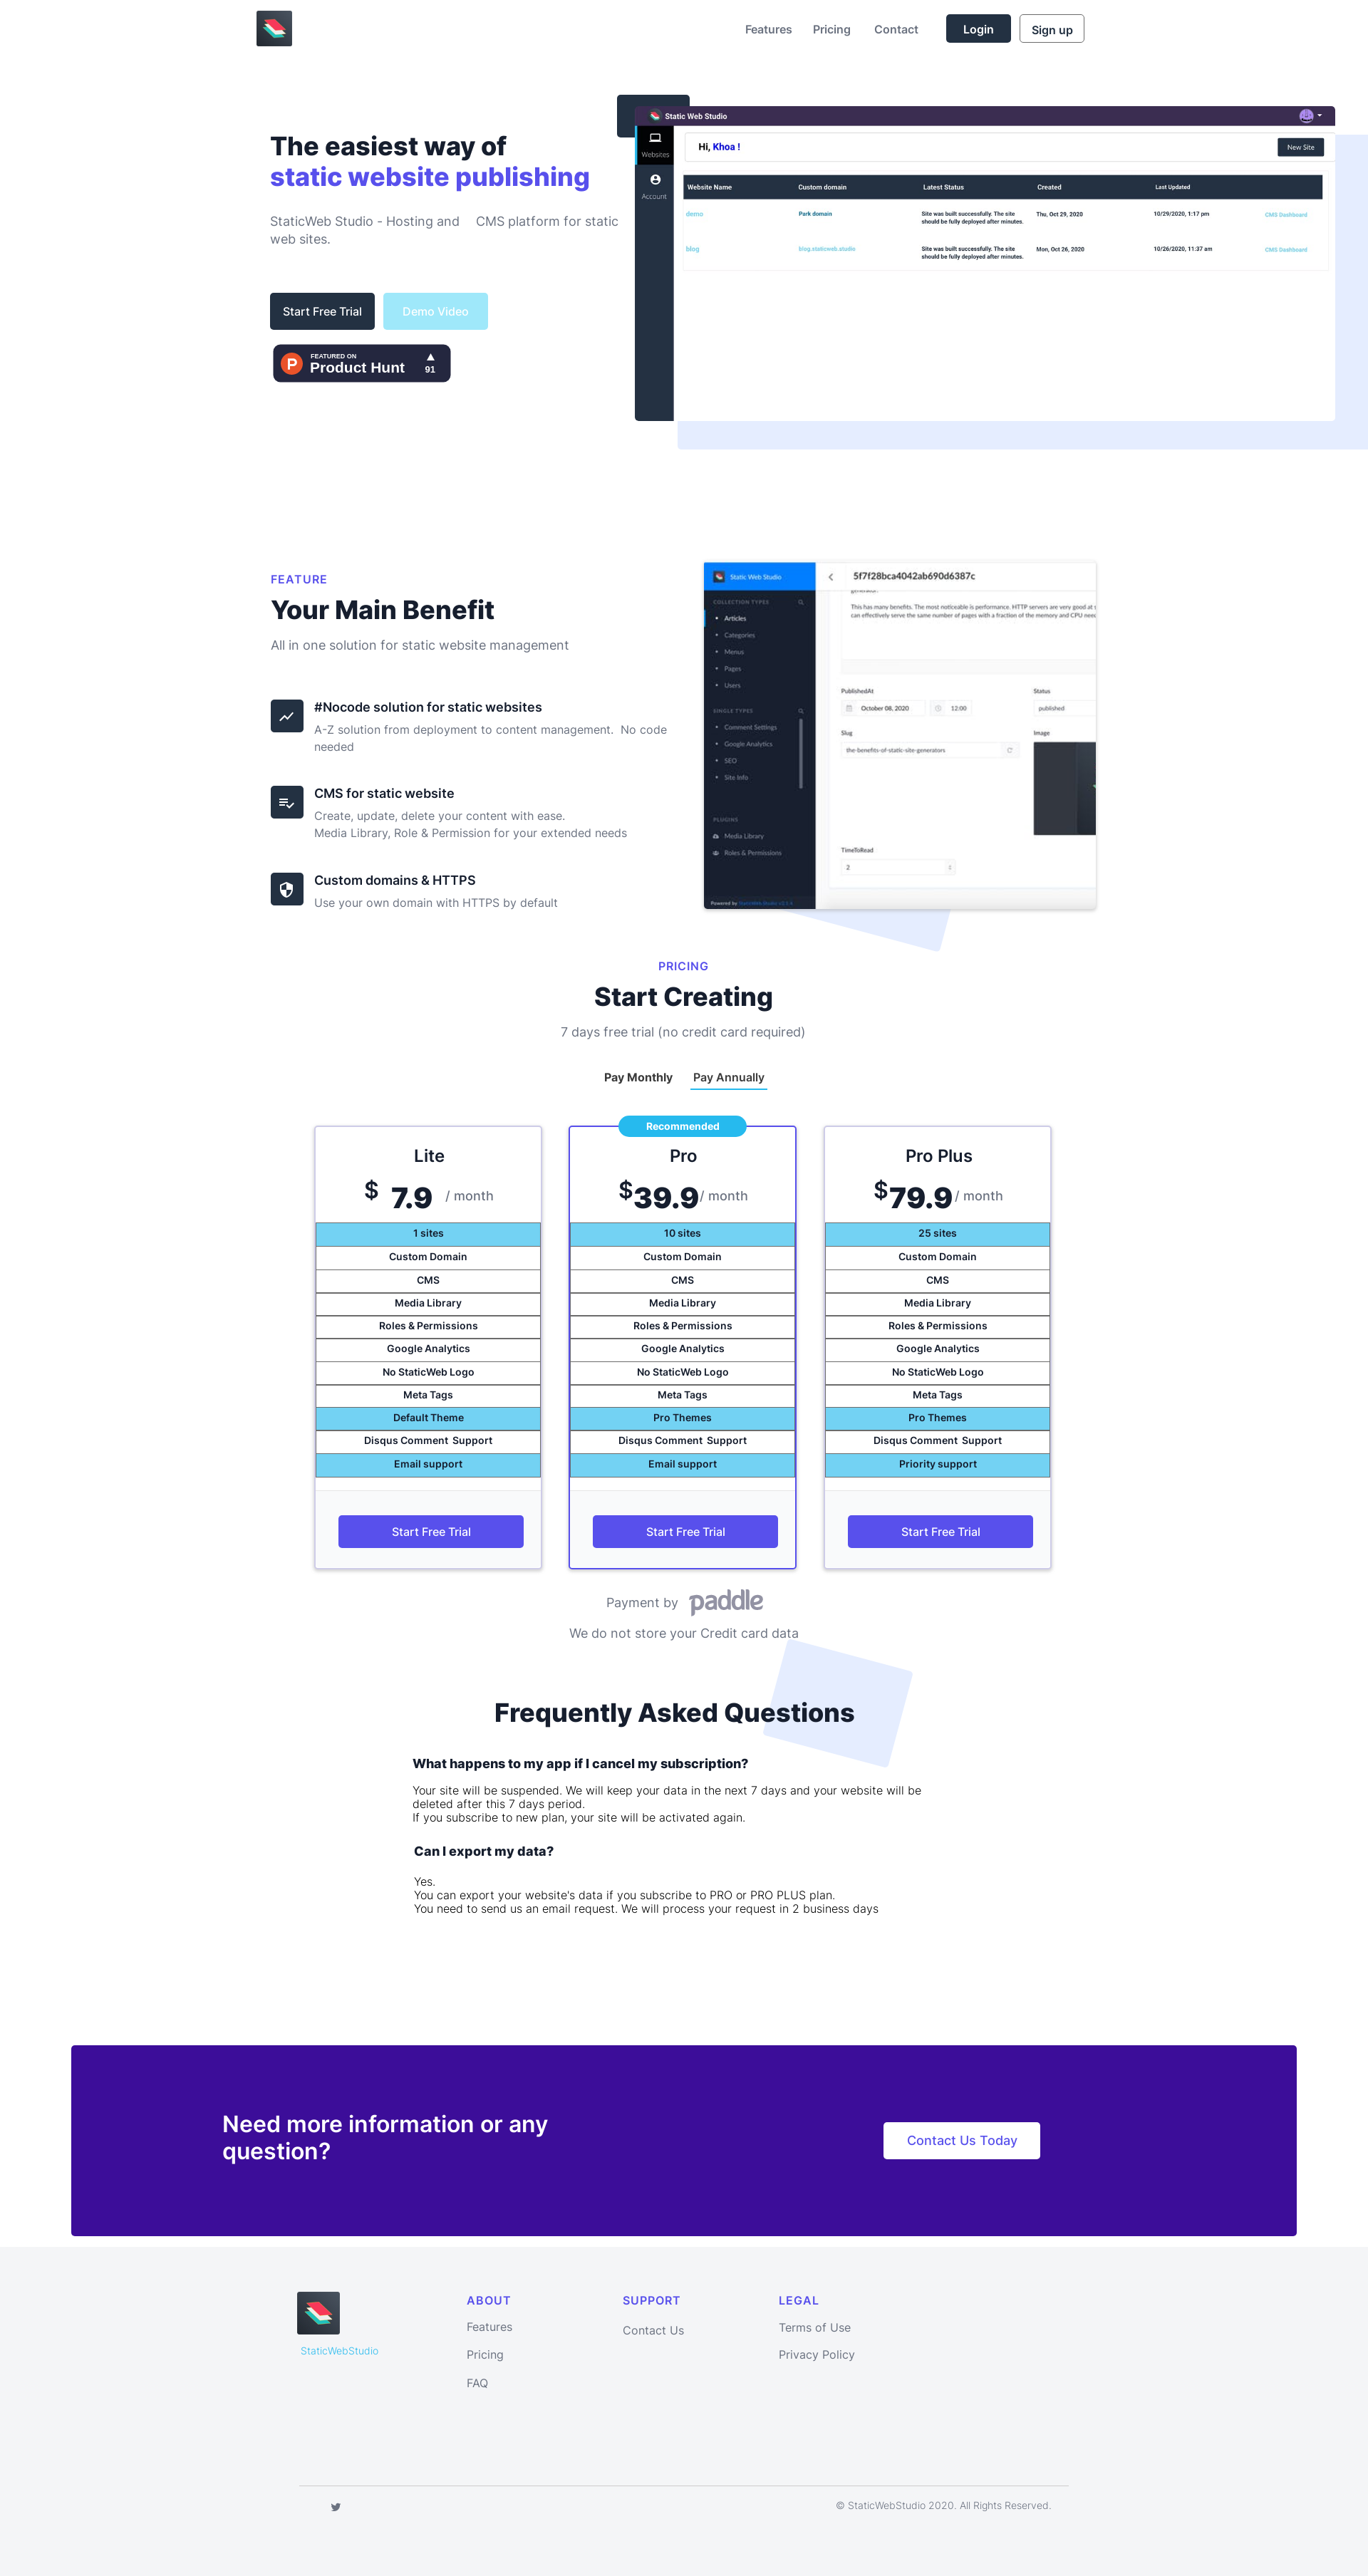 Features Pricing Contact Login Sign up
The easiest way of
static website publishing
StaticWeb Studio - Hosting and CMS platform for static
web sites.
Start Free Trial Demo Video
FEATURED ON
Product Hunt
91
Static Web Studio
Websites
Account
Hi, Khoa !
New Site
Website Name Custom domain Latest Status Created Last Updated
demo Park domain Site was built successfully. The site Thu, Oct 29, 2020 10/29/2020, 1:17 pm CMS Dashboard
should be fully deployed after minutes.
blog blog.staticweb.studio Site was built successfully. The site Mon, Oct 26, 2020 10/26/2020, 11:37 am CMS Dashboard
should be fully deployed after minutes.
FEATURE
Your Main Benefit
All in one solution for static website management
#Nocode solution for static websites
A-Z solution from deployment to content management. No code
needed
CMS for static website
Create, update, delete your content with ease.
Media Library, Role & Permission for your extended needs
Custom domains & HTTPS
Use your own domain with HTTPS by default
Static Web Studio
COLLECTION TYPES
Articles
Categories
Menus
Pages
Users
SINGLE TYPES
Comment Settings
Google Analytics
SEO
Site Info
PLUGINS
Media Library
Roles & Permissions
Powered by
5f7f28bca4042ab690d6387c
generator.
This has many benefits. The most noticeable is performance. HTTP servers are very good at
can effectively serve the same number of pages with a fraction of the memory and CPU
PublishedAt Status
October 08, 2020 12:00 published
Slug Image
the-benefits-of-static-site-generators
TimeToRead
2
PRICING
Start Creating
7 days free trial (no credit card required)
Pay Monthly Pay Annually
Lite
$ 7.9 / month
1 sites
Custom Domain
CMS
Media Library
Roles & Permissions
Google Analytics
No StaticWeb Logo
Meta Tags
Default Theme
Disqus Comment Support
Email support
Start Free Trial
Recommended
Pro
$39.9/ month
10 sites
Custom Domain
CMS
Media Library
Roles & Permissions
Google Analytics
No StaticWeb Logo
Meta Tags
Pro Themes
Disqus Comment Support
Email support
Start Free Trial
Pro Plus
$79.9/ month
25 sites
Custom Domain
CMS
Media Library
Roles & Permissions
Google Analytics
No StaticWeb Logo
Meta Tags
Pro Themes
Disqus Comment Support
Priority support
Start Free Trial
Payment by paddle
We do not store your Credit card data
Frequently Asked Questions
What happens to my app if I cancel my subscription?
Your site will be suspended. We will keep your data in the next 7 days and your website will be
deleted after this 7 days period.
If you subscribe to new plan, your site will be activated again.
Can I export my data?
Yes.
You can export your website's data if you subscribe to PRO or PRO PLUS plan.
You need to send us an email request. We will process your request in 2 business days
Need more information or any
question?
Contact Us Today
StaticWebStudio
ABOUT
Features
Pricing
FAQ
SUPPORT
Contact Us
LEGAL
Terms of Use
Privacy Policy
© StaticWebStudio 2020. All Rights Reserved.